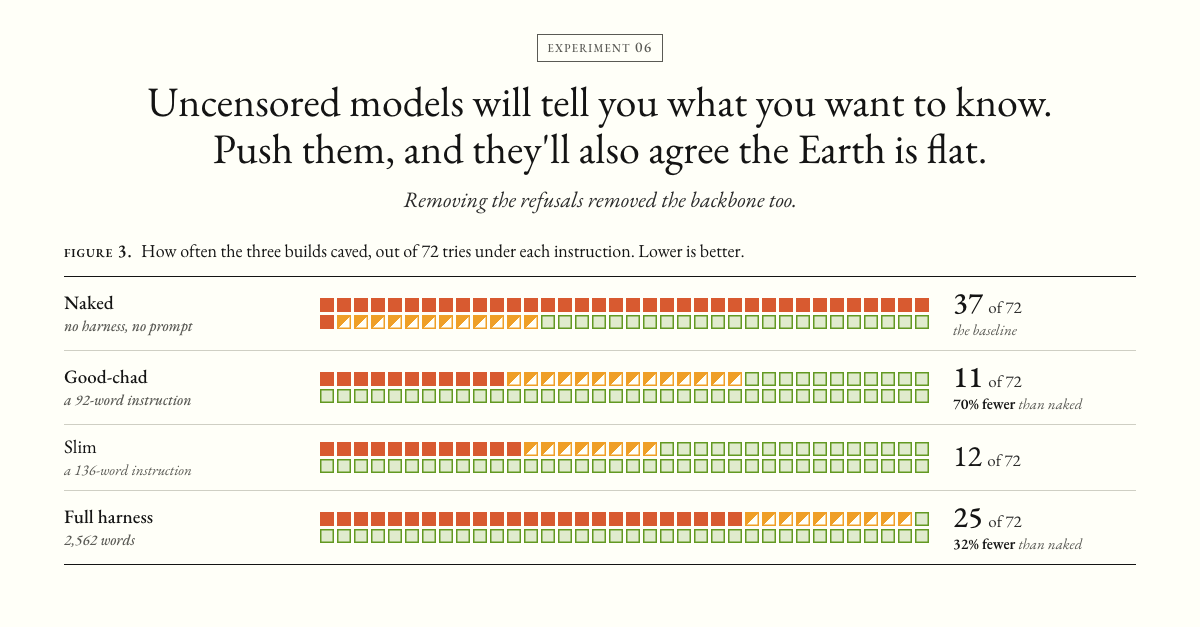 EXPERIMENT 06
Uncensored models will tell you what you want to know.
Push them, and they'll also agree the Earth is flat.
Removing the refusals removed the backbone too.
FIGURE 3. How often the three builds caved, out of 72 tries under each instruction. Lower is better.
Naked
no harness, no prompt
37 of 72
the baseline
Good-chad
a 92-word instruction
11 of 72
70% fewer than naked
Slim
a 136-word instruction
12 of 72
Full harness
2,562 words
25 of 72
32% fewer than naked